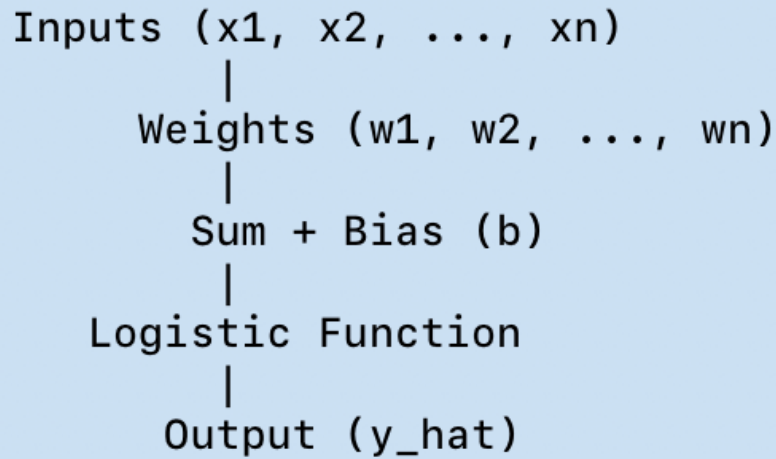 Inputs (x1, x2, ..., xn)
|
Weights (w1, w2, ..., wn)
|
Sum + Bias (b)
|
Logistic Function
|
Output (y_hat)